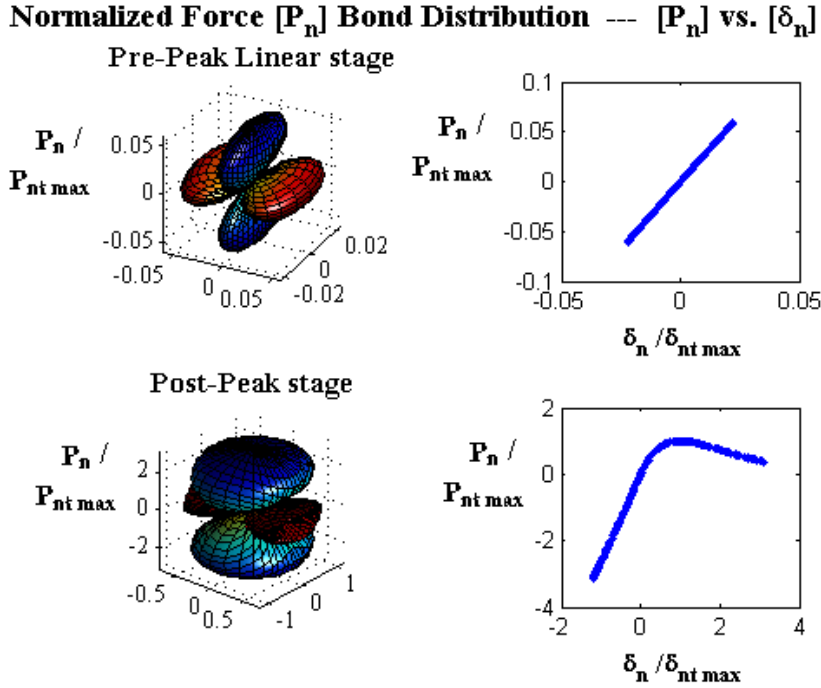 Normalized Force [Pn] Bond Distribution --- [Pn] vs. [δn]
Pre-Peak Linear stage
Pn /
Pnt max
0.05
0
-0.05
-0.05
0
0.05
-0.02
0
0.02
Pn /
Pnt max
0.1
0.05
0
-0.05
-0.1
-0.05
0
0.05
δn /δnt max
Post-Peak stage
Pn /
Pnt max
2
0
-2
-0.5
0
0.5
-1
0
1
Pn /
Pnt max
2
0
-2
-4
-2
0
2
4
δn /δnt max